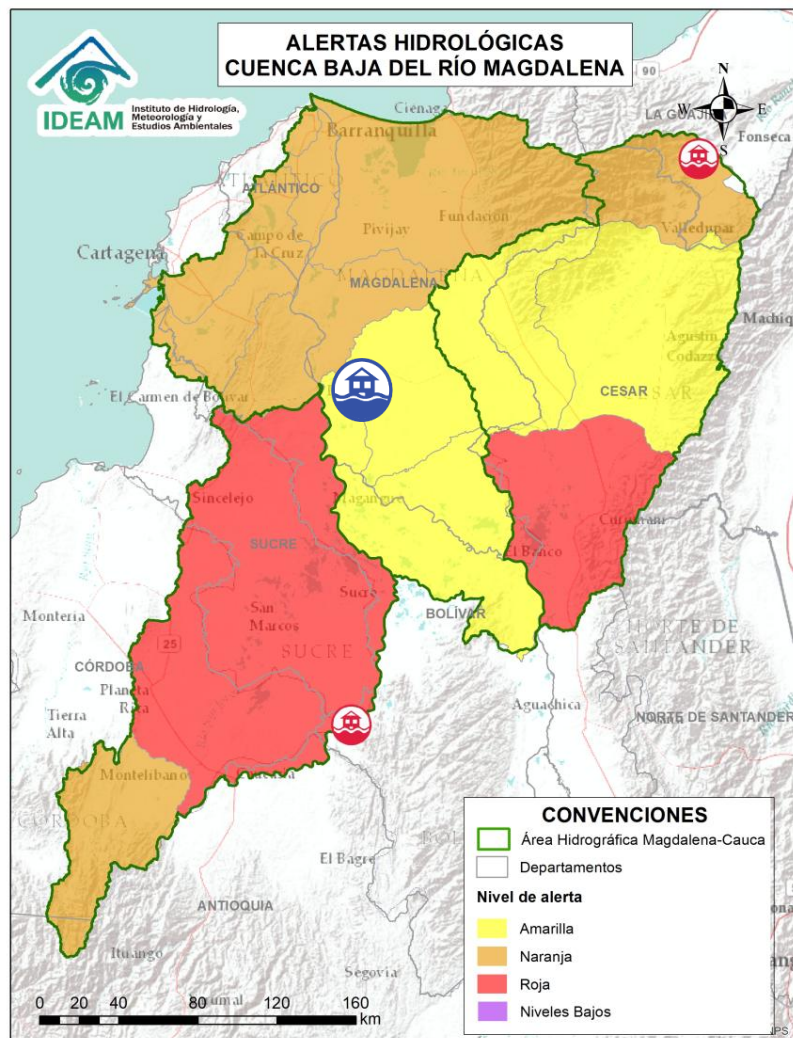 ALERTAS HIDROLÓGICAS
CUENCA BAJA DEL RÍO MAGDALENA
IDEAM
Instituto de Hidrología,
Meteorología y
Estudios Ambientales
90
N
W
E
S
Ciénaga
LA GUAJIRA
Fonseca
Barranquilla
ATLÁNTICO
Valledupar
Fundación
Pivijay
Campo de
la Cruz
Cartagena
MAGDALENA
MAGDALENA
Machiq
Agustín
Codazzi
CESAR
El Carmen de Bolívar
Magangué
Sincelejo
Curumaní
El Banco
SUCRE
Sucre
San
Marcos
BOLÍVAR
Montería
25
SUCRE
NORTE DE
SANTANDER
CÓRDOBA
Planeta
Rica
Aguachica
NORTE DE SANTANDER
Tierra
Alta
Montelíbano
El Bagre
ANTIOQUIA
Ituango
Segovia
CONVENCIONES
Área Hidrográfica Magdalena-Cauca
Departamentos
Nivel de alerta
Amarilla
Naranja
Roja
Niveles Bajos
0 20 40 80 120 160
km